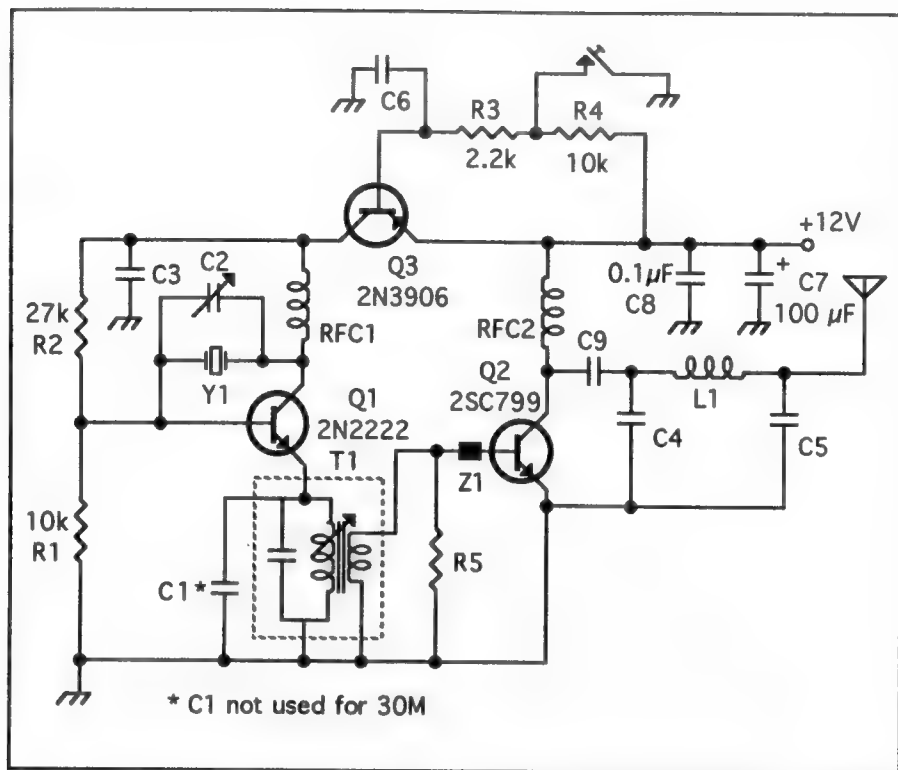 C6
R3
2.2k
R4
10k
+12V
C3
C2
Q3
2N3906
0.1µF
C8
+
C7
100 µF
27k
R2
RFC1
RFC2
C9
Y1
Q1
2N2222
T1
Q2
2SC799
L1
C4
C5
Z1
10k
R1
C1*
R5
* C1 not used for 30M